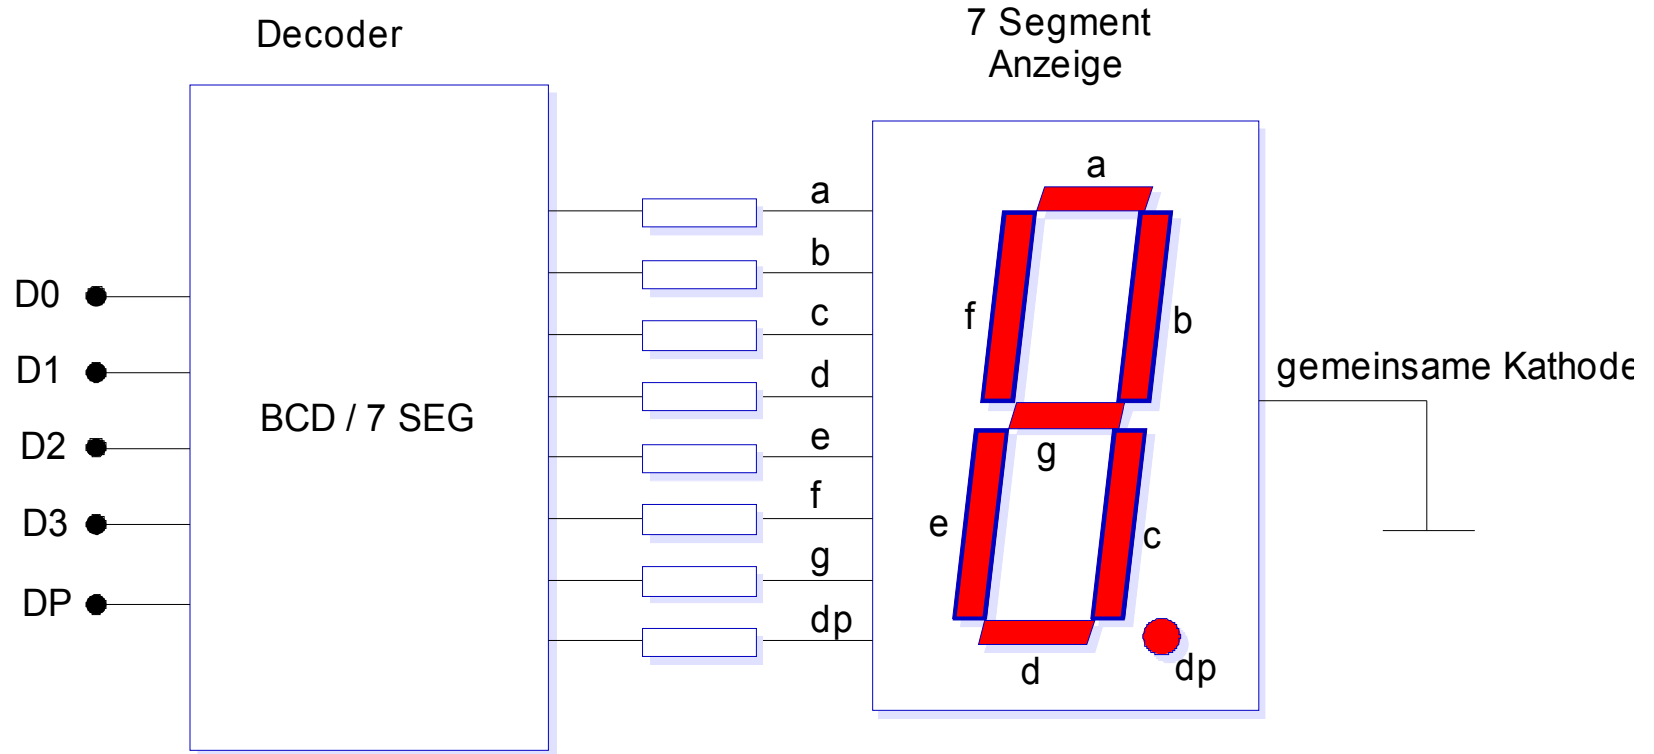 Decoder
7 Segment
Anzeige
D0
D1
D2
D3
DP
BCD / 7 SEG
a
b
c
d
e
f
g
dp
a
f
b
g
e
c
d
dp
gemeinsame Kathode